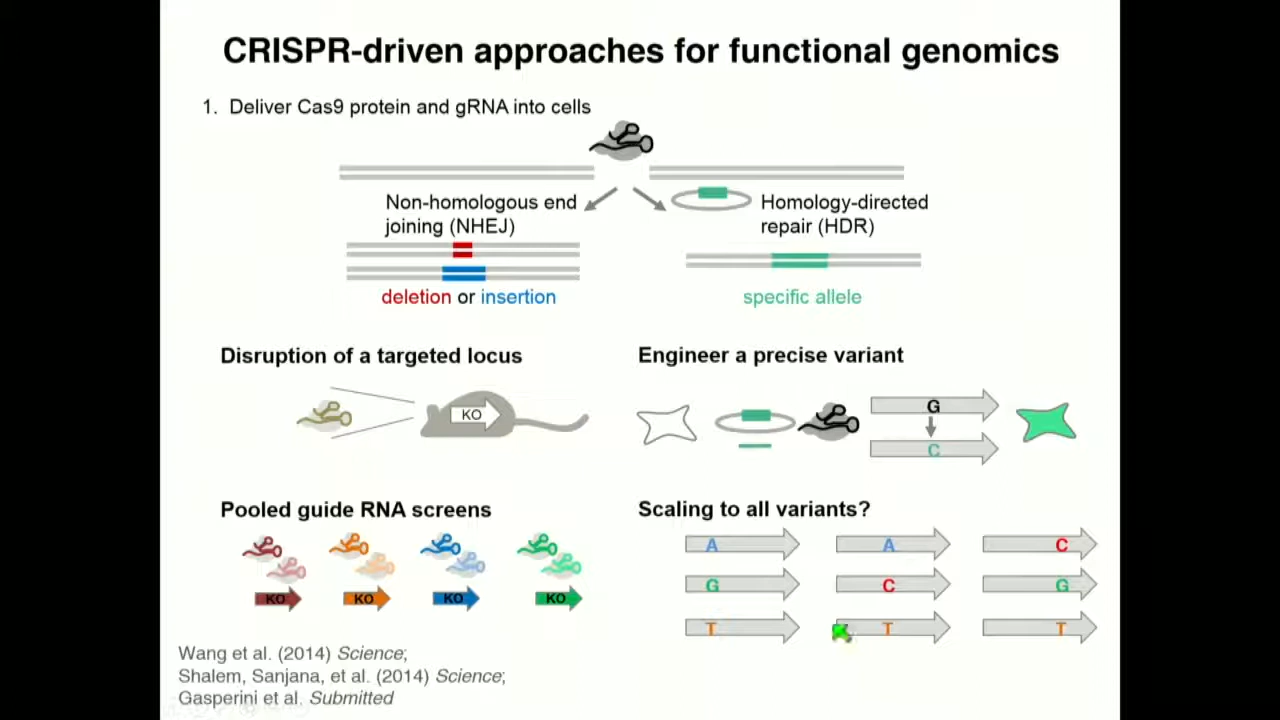 CRISPR-driven approaches for functional genomics
1. Deliver Cas9 protein and gRNA into cells
Non-homologous end
joining (NHEJ)
Homology-directed
repair (HDR)
deletion or insertion
specific allele
Disruption of a targeted locus
Engineer a precise variant
KO
G
C
Pooled guide RNA screens
Scaling to all variants?
KO KO KO KO
A A C
G C G
T T T
Wang et al. (2014) Science;
Shalem, Sanjana, et al. (2014) Science;
Gasperini et al. Submitted